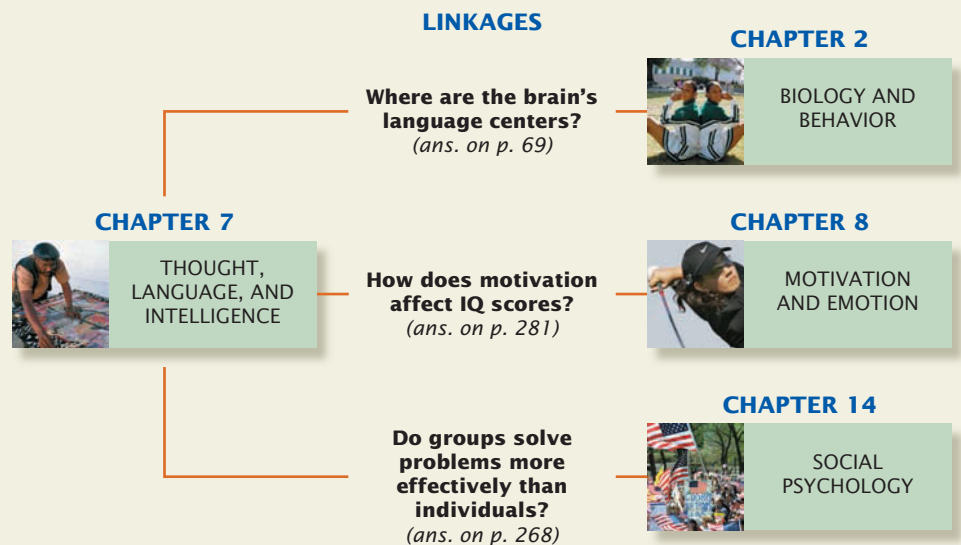 LINKAGES
CHAPTER 2
Where are the brain’s
language centers?
(ans. on p. 69)
BIOLOGY AND
BEHAVIOR
CHAPTER 7
THOUGHT,
LANGUAGE, AND
INTELLIGENCE
CHAPTER 8
How does motivation
affect IQ scores?
(ans. on p. 281)
MOTIVATION
AND EMOTION
CHAPTER 14
Do groups solve
problems more
effectively than
individuals?
(ans. on p. 268)
SOCIAL
PSYCHOLOGY